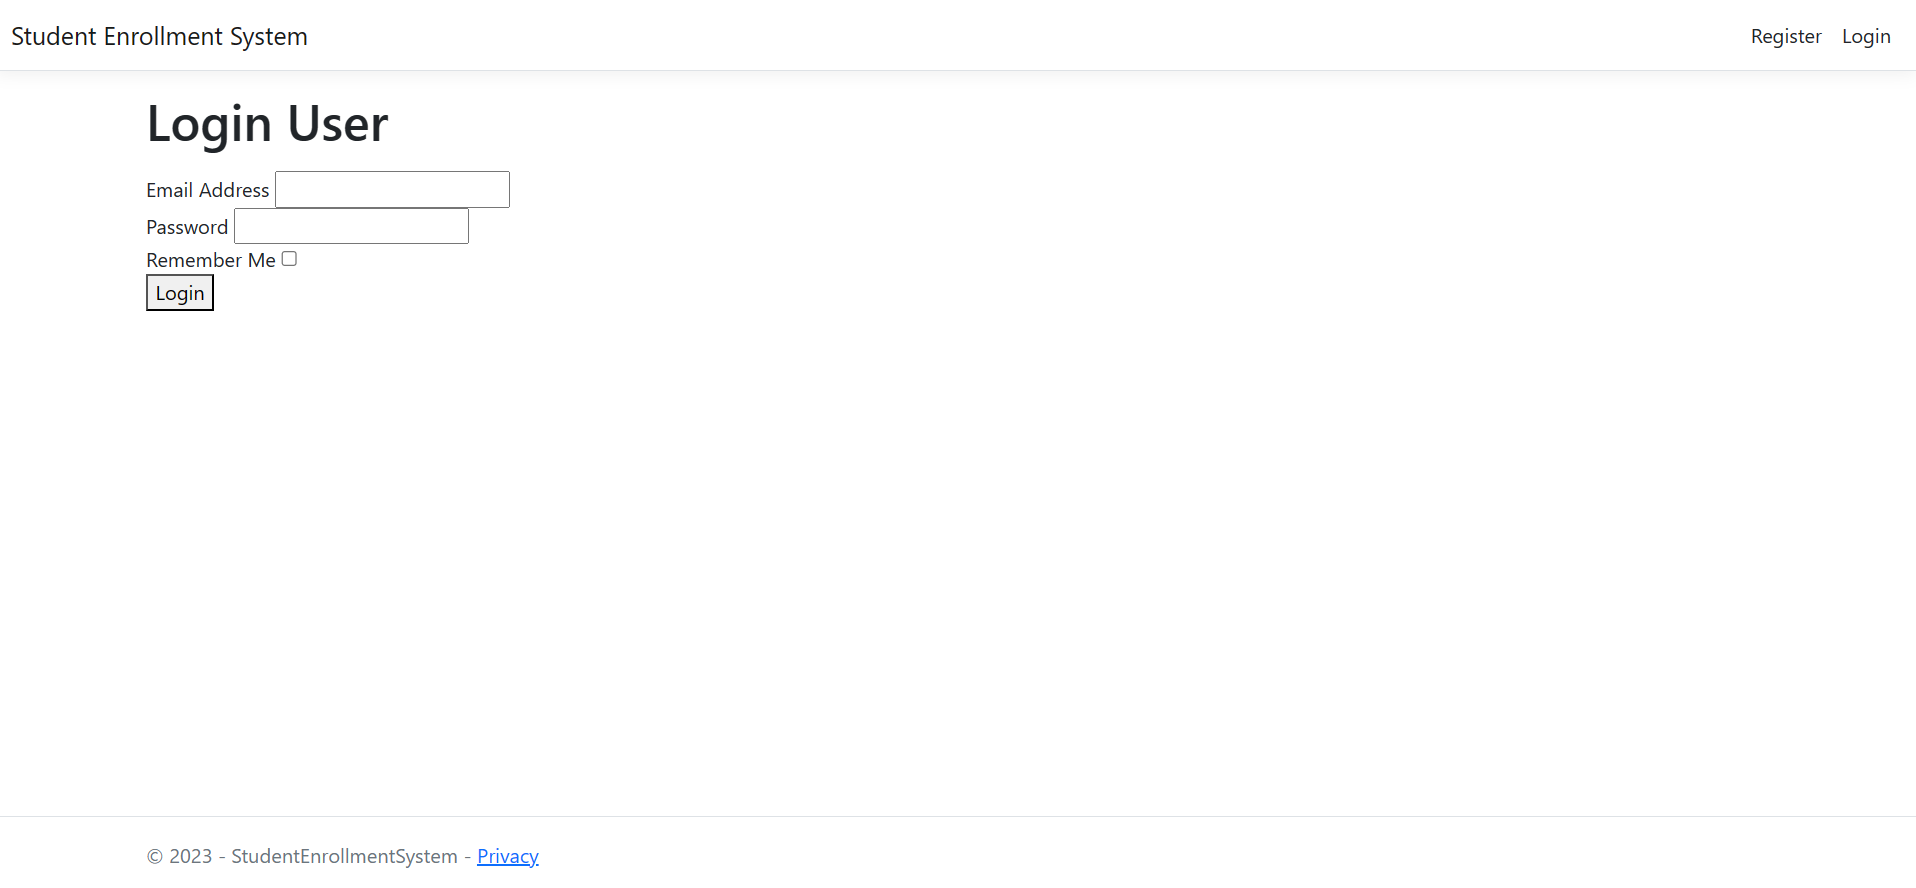 Student Enrollment System Register Login
Login User
Email Address
Password
Remember Me
Login
© 2023 - StudentEnrollmentSystem - Privacy